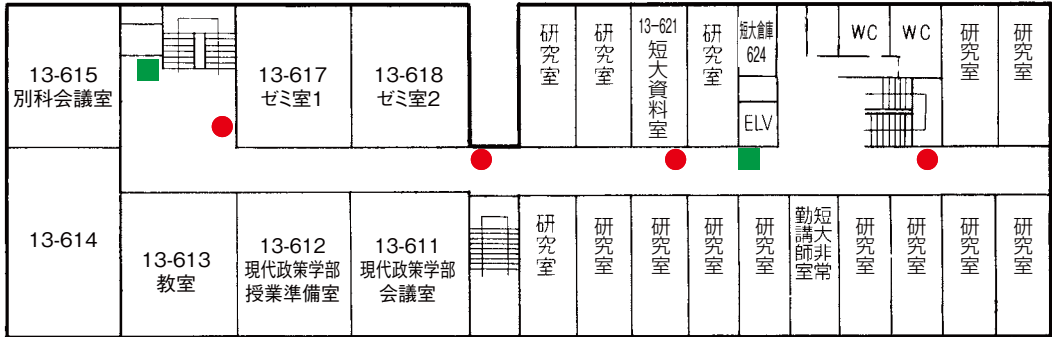 13-615
別科会議室
13-617
ゼミ室1
13-618
ゼミ室2
研究室
研究室
13-621
短大資料室
研究室
短大倉庫
624
ELV
WC
WC
研究室
研究室
13-614
13-613
教室
13-612
現代政策学部
授業準備室
13-611
現代政策学部
会議室
研究室
研究室
研究室
研究室
研究室
短大非常
勤講師室
研究室
研究室
研究室
研究室